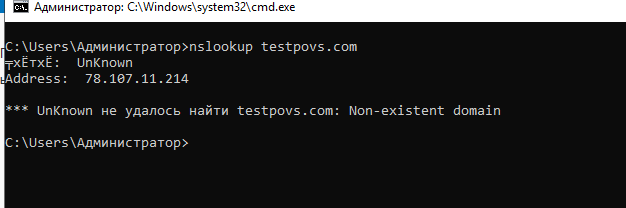 Администратор: C:\Windows\system32\cmd.exe
C:\Users\Администратор>nslookup testpovs.com
╤хЁтхЁ:  UnKnown
Address:  78.107.11.214
*** UnKnown не удалось найти testpovs.com: Non-existent domain
C:\Users\Администратор>